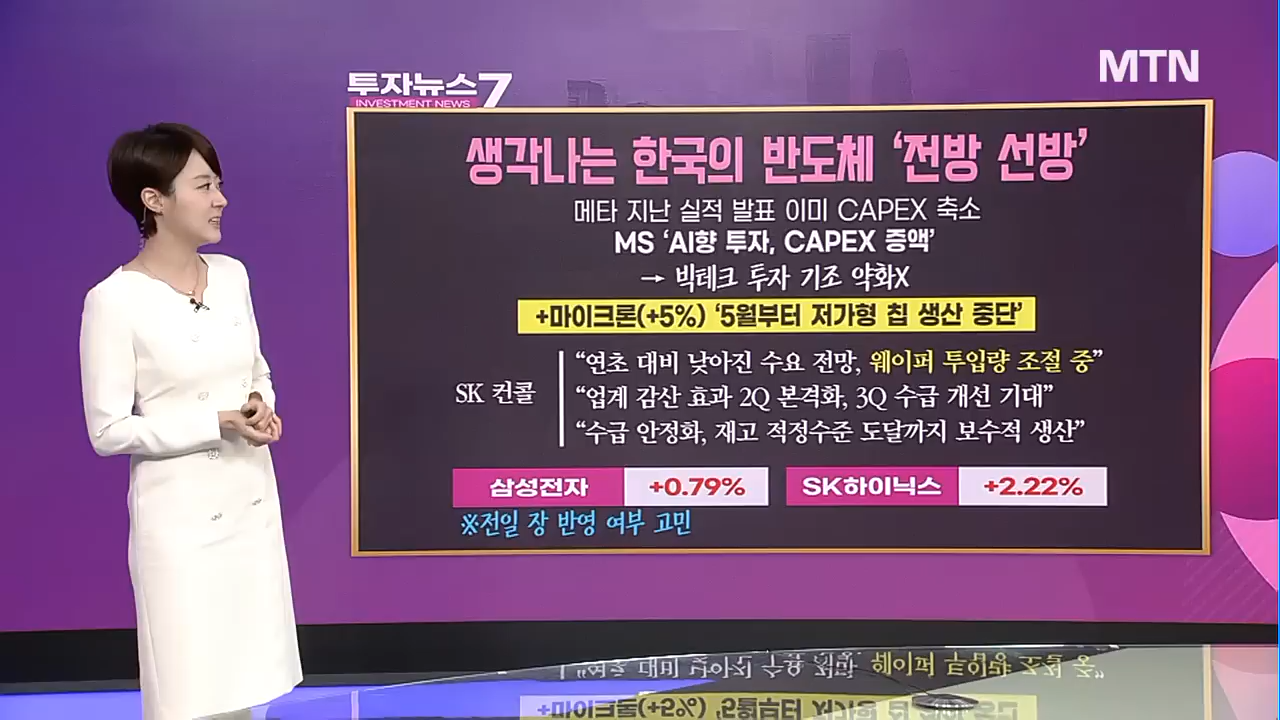 MTN
투자뉴스7
INVESTMENT NEWS
생각나는 한국의 반도체 ‘전방 선방’
메타 지난 실적 발표 이미 CAPEX 축소
MS ‘AI향 투자, CAPEX 증액’
→ 빅테크 투자 기조 약화X
+마이크론(+5%) ‘5월부터 저가형 칩 생산 중단’
SK 컨콜
“연초 대비 낮아진 수요 전망, 웨이퍼 투입량 조절 중”
“업계 감산 효과 2Q 본격화, 3Q 수급 개선 기대”
“수급 안정화, 재고 적정수준 도달까지 보수적 생산”
삼성전자 +0.79% SK하이닉스 +2.22%
※전일 장 반영 여부 고민